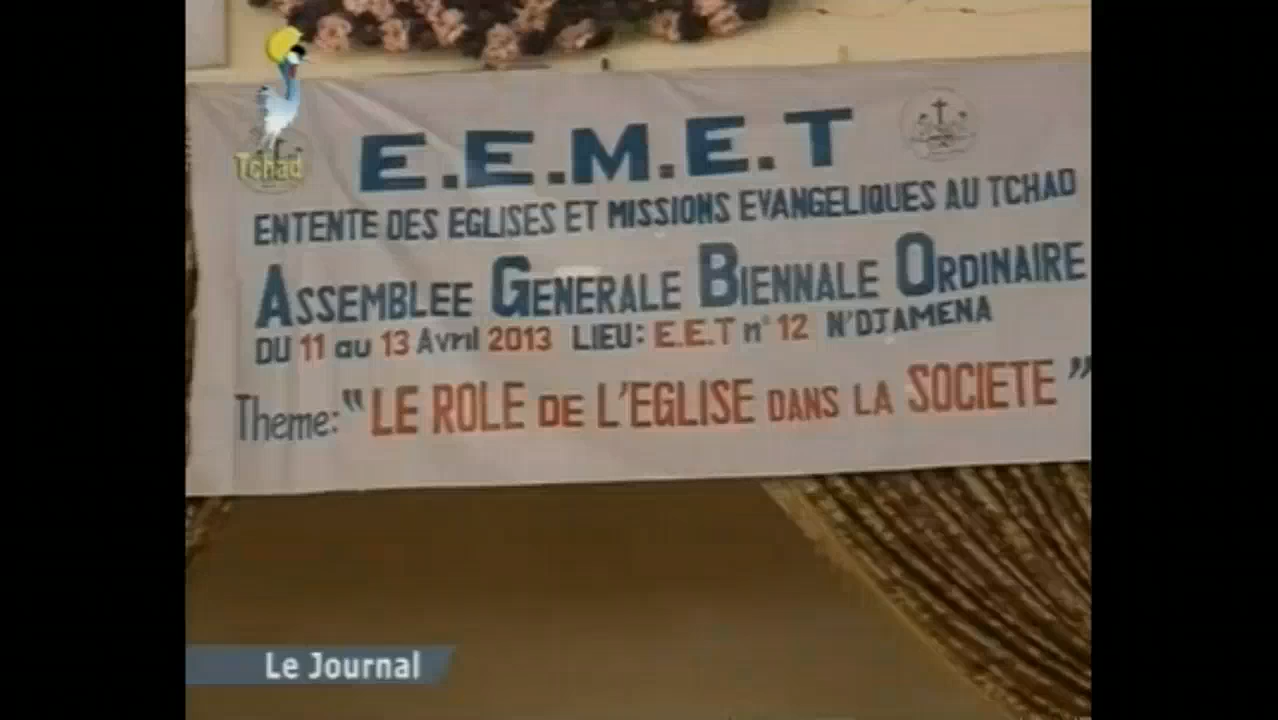 Tchad
E.E.M.E.T
ENTENTE DES EGLISES ET MISSIONS EVANGELIQUES AU TCHAD
ASSEMBLEE GENERALE BIENNALE ORDINAIRE
DU 11 au 13 Avril 2013 LIEU: E.E.T n° 12 N'DJAMENA
Theme: "LE ROLE DE L'EGLISE DANS LA SOCIETE"
Le Journal